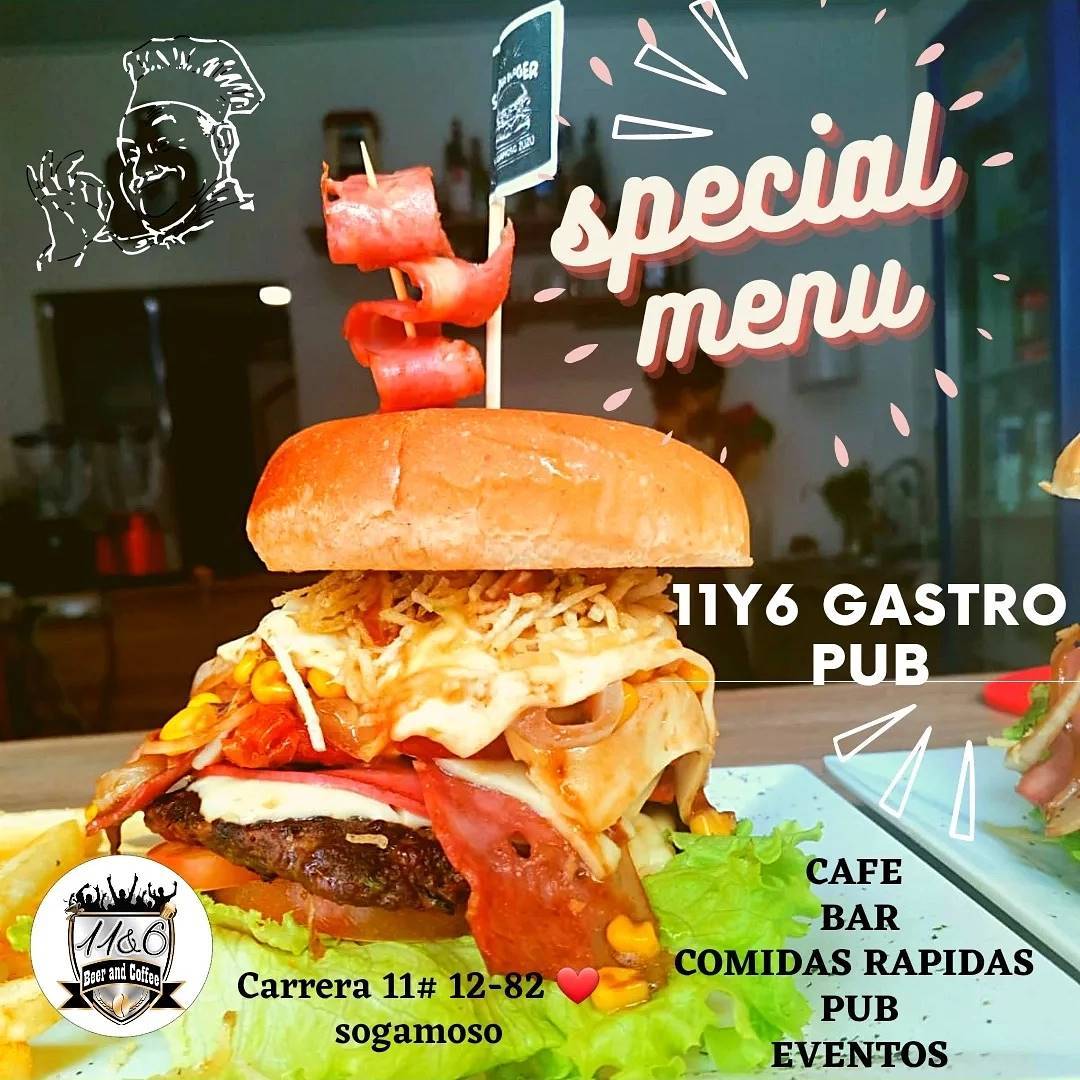 special
menu
11Y6 GASTRO
PUB
CAFE
BAR
COMIDAS RAPIDAS
PUB
EVENTOS
Carrera 11# 12-82 ❤️
sogamoso
11&6
Beer and Coffee